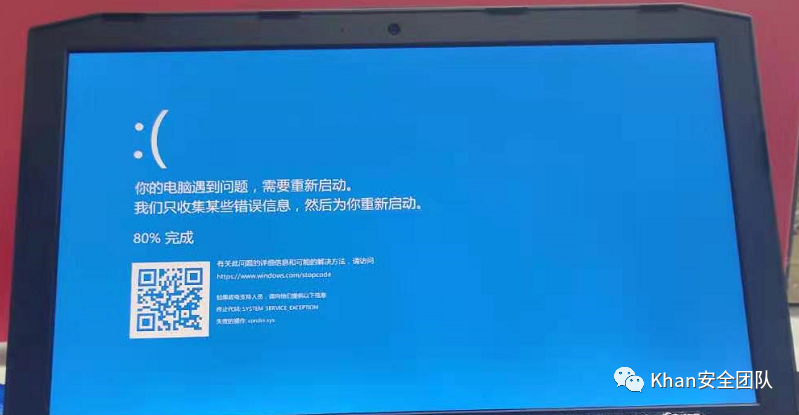 :(
你的电脑遇到问题，需要重新启动。
我们只收集某些错误信息，然后为你重新启动。
80% 完成
有关此问题的详细信息和可能的解决方法，请访问
https://www.windows.com/stopcode
如果致电支持人员，请向他们提供以下信息
终止代码: SYSTEM SERVICE EXCEPTION
失败的操作:
Khan安全团队